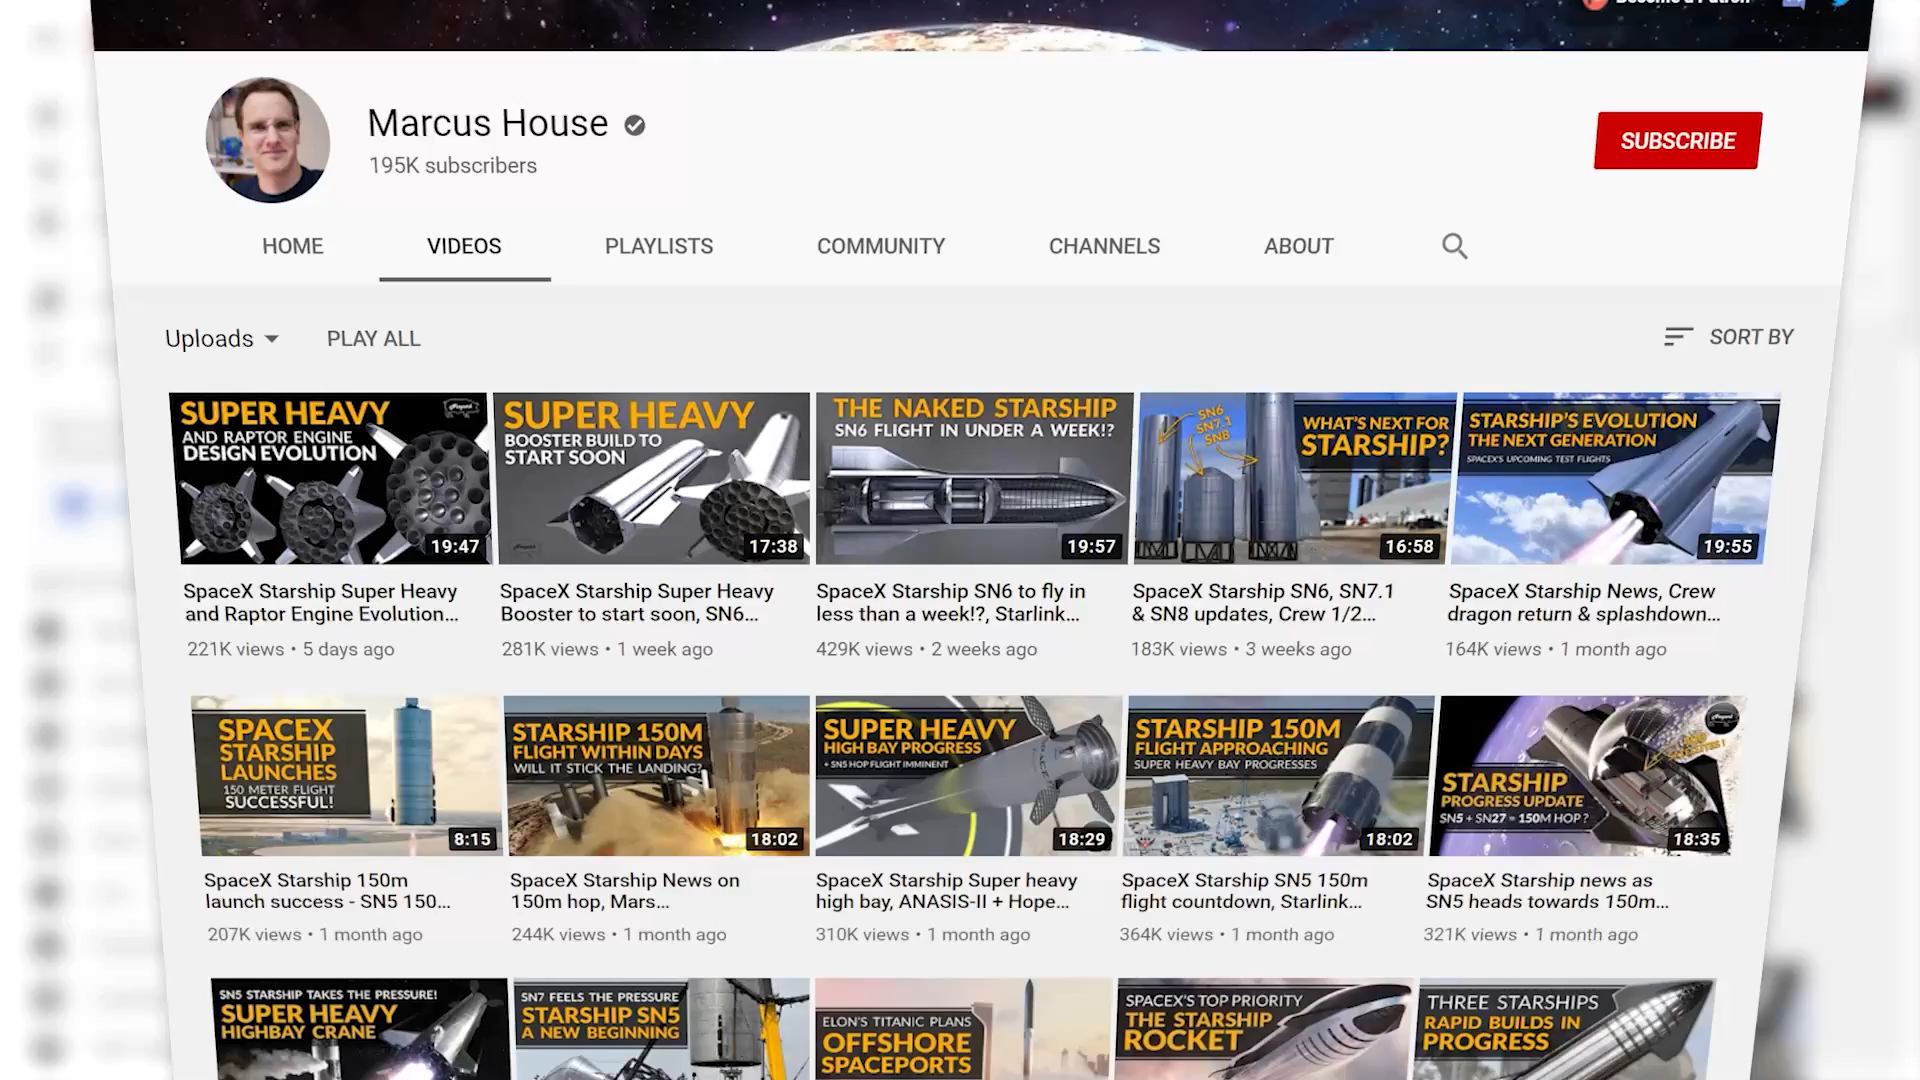 Become a Patron
Marcus House
195K subscribers
SUBSCRIBE
HOME
VIDEOS
PLAYLISTS
COMMUNITY
CHANNELS
ABOUT
Uploads
PLAY ALL
SORT BY
SUPER HEAVY
AND RAPTOR ENGINE
DESIGN EVOLUTION
19:47
SpaceX Starship Super Heavy
and Raptor Engine Evolution...
221K views • 5 days ago
SUPER HEAVY
BOOSTER BUILD TO
START SOON
17:38
SpaceX Starship Super Heavy
Booster to start soon, SN6...
281K views • 1 week ago
THE NAKED STARSHIP
SN6 FLIGHT IN UNDER A WEEK!?
19:57
SpaceX Starship SN6 to fly in
less than a week!?, Starlink...
429K views • 2 weeks ago
SN6
SN7.1
SN8
WHAT'S NEXT FOR
STARSHIP?
16:58
SpaceX Starship SN6, SN7.1
& SN8 updates, Crew 1/2...
183K views • 3 weeks ago
STARSHIP'S EVOLUTION
THE NEXT GENERATION
SPACEX'S UPCOMING TEST FLIGHTS
19:55
SpaceX Starship News, Crew
dragon return & splashdown...
164K views • 1 month ago
SPACEX
STARSHIP
LAUNCHES
150 METER FLIGHT
SUCCESSFUL!
8:15
SpaceX Starship 150m
launch success - SN5 150...
207K views • 1 month ago
STARSHIP 150M
FLIGHT WITHIN DAYS
WILL IT STICK THE LANDING?
18:02
SpaceX Starship News on
150m hop, Mars...
244K views • 1 month ago
SUPER HEAVY
HIGH BAY PROGRESS
+ SN5 HOP FLIGHT IMMINENT
18:29
SpaceX Starship Super heavy
high bay, ANASIS-II + Hope...
310K views • 1 month ago
STARSHIP 150M
FLIGHT APPROACHING
SUPER HEAVY BAY PROGRESSES
18:02
SpaceX Starship SN5 150m
flight countdown, Starlink...
364K views • 1 month ago
STARSHIP
PROGRESS UPDATE
SN5 + SN27 = 150M HOP?
18:35
SpaceX Starship news as
SN5 heads towards 150m...
321K views • 1 month ago
SN5 STARSHIP TAKES THE PRESSURE!
SUPER HEAVY
HIGHBAY CRANE
SN7 FEELS THE PRESSURE
STARSHIP SN5
A NEW BEGINNING
ELON'S TITANIC PLANS
OFFSHORE
SPACEPORTS
SPACEX'S TOP PRIORITY
THE STARSHIP
ROCKET
THREE STARSHIPS
RAPID BUILDS IN
PROGRESS